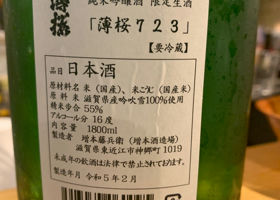 薄桜
純米吟醸酒 限定生酒
「薄桜723」
【要冷蔵】
品目 日本酒
原材料名 米(国産)、米こうじ(国産米)
原料米 滋賀県産吟吹雪100%使用
精米歩合 55%
アルコール分 16度
内容量 1800ml
製造者 増本藤兵衛(増本酒造場)
滋賀県東近江市神郷町1019
未成年の飲酒は法律で禁止されております。
製造年月 令和5年2月